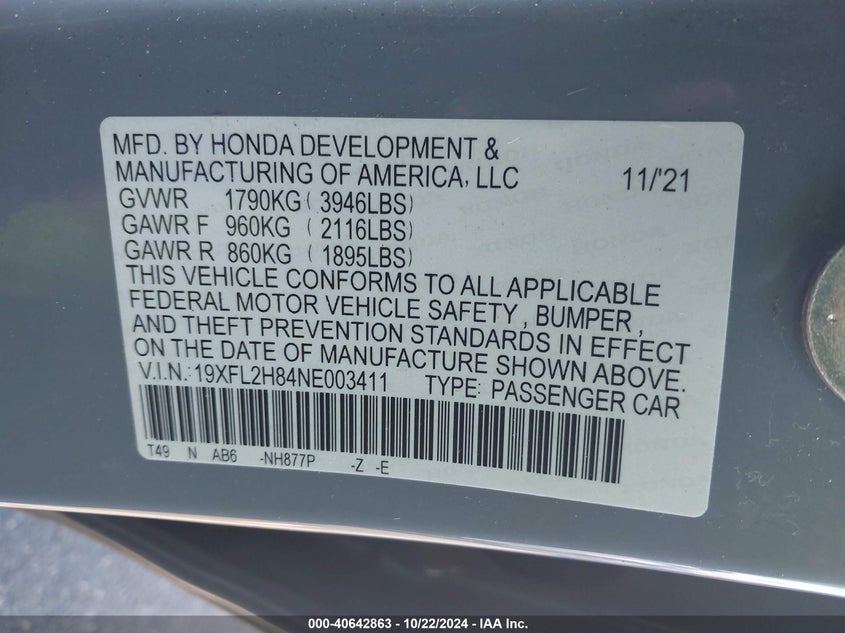 MFD. BY HONDA DEVELOPMENT &
MANUFACTURING OF AMERICA, LLC 11/'21
GVWR 1790KG ( 3946LBS)
GAWR F 960KG ( 2116LBS)
GAWR R 860KG ( 1895LBS)
THIS VEHICLE CONFORMS TO ALL APPLICABLE
FEDERAL MOTOR VEHICLE SAFETY , BUMPER ,
AND THEFT PREVENTION STANDARDS IN EFFECT
ON THE DATE OF MANUFACTURE SHOWN ABOVE.
V.I.N.:19XFL2H84NE003411 TYPE: PASSENGER CAR
T49 N AB6 -NH877P -Z -E
000-40642863 - 10/22/2024 - IAA Inc.